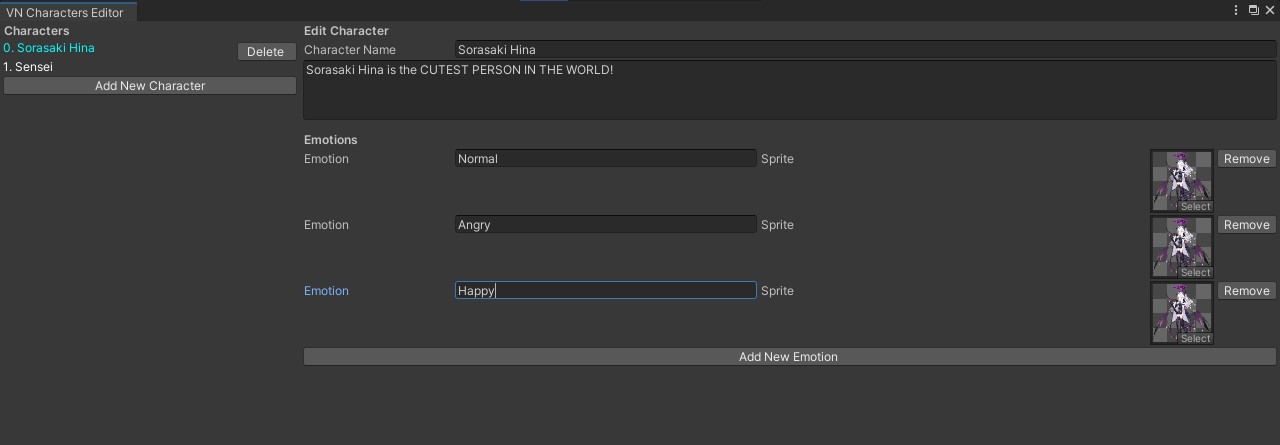 VN Characters Editor
Characters
0. Sorasaki Hina
Delete
1. Sensei
Add New Character
Edit Character
Character Name
Sorasaki Hina
Sorasaki Hina is the CUTEST PERSON IN THE WORLD!
Emotions
Emotion
Normal
Sprite
Select
Remove
Emotion
Angry
Sprite
Select
Remove
Emotion
Happy
Sprite
Select
Remove
Add New Emotion